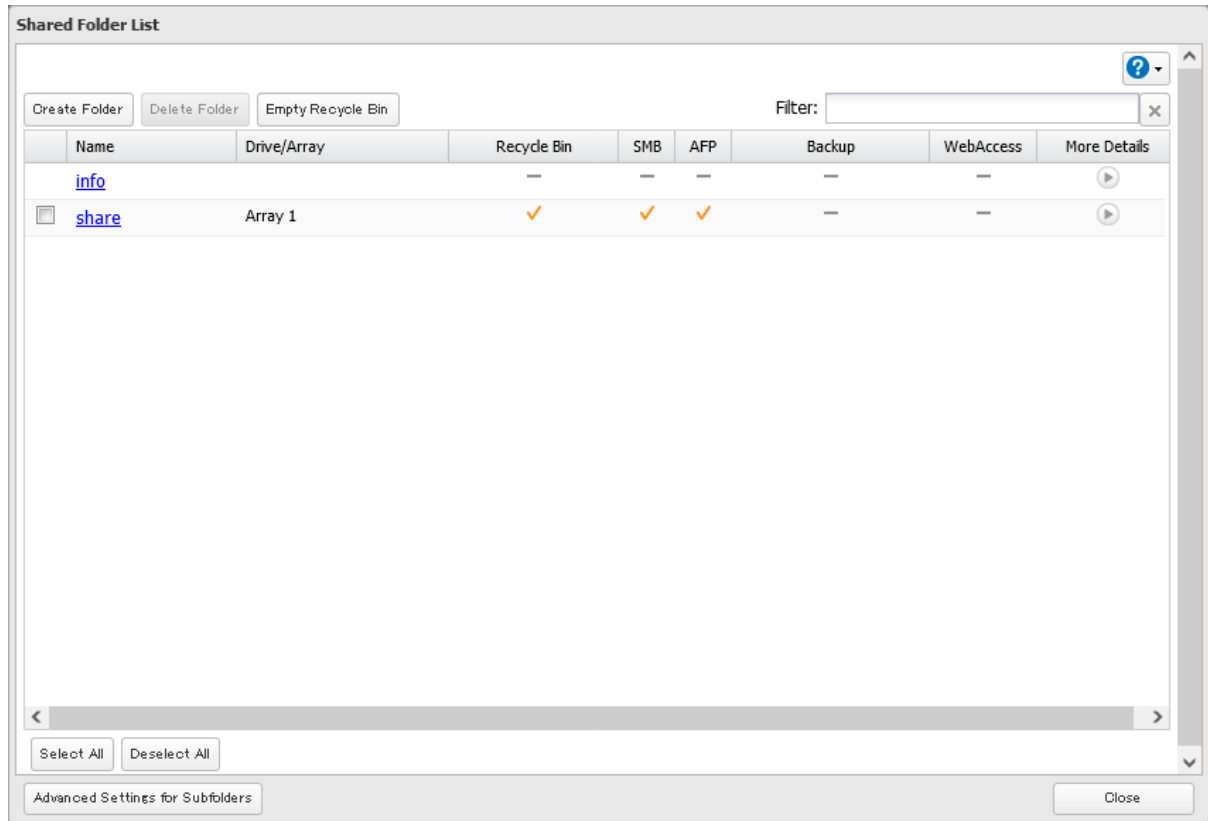 Shared Folder List
?
Create Folder Delete Folder Empty Recycle Bin Filter:
Name Drive/Array Recycle Bin SMB AFP Backup WebAccess More Details
info
share Array 1
Select All Deselect All
Advanced Settings for Subfolders Close